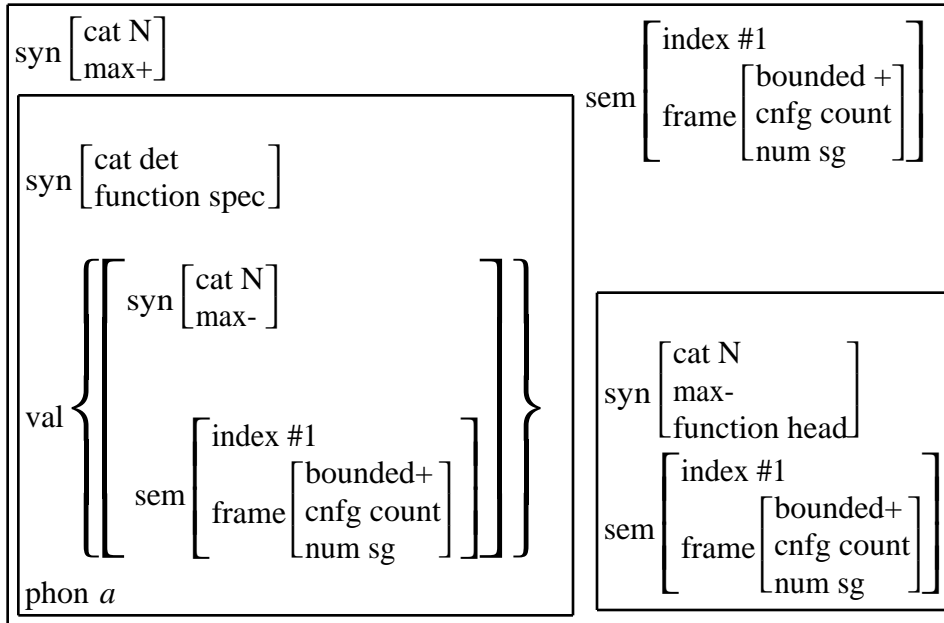 syn [cat N
max+]
sem [index #1
frame [bounded +
cnfg count
num sg]]
syn [cat det
function spec]
val {[syn [cat N
max-]
sem [index #1
frame [bounded+
cnfg count
num sg]]]}
phon a
syn [cat N
max-
function head]
sem [index #1
frame [bounded+
cnfg count
num sg]]